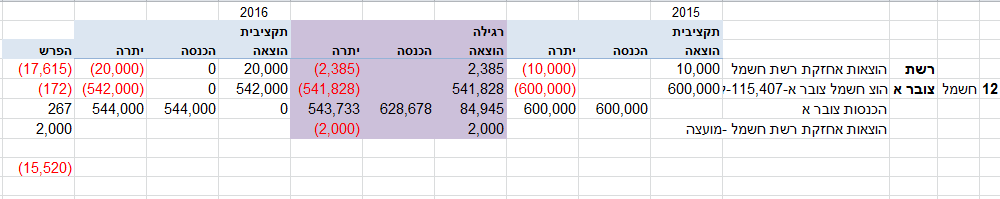 2015 2016
תקציבית רגילה תקציבית
הוצאה הכנסה יתרה הוצאה הכנסה יתרה הוצאה הכנסה יתרה הפרש
רשת הוצאות אחזקת רשת חשמל 10,000 (10,000) 2,385 (2,385) 20,000 0 (20,000) (17,615)
12 חשמל צובר א הוצ חשמל צובר א-115,407 600,000 (600,000) 541,828 (541,828) 542,000 0 (542,000) (172)
הכנסות צובר א 600,000 600,000 84,945 628,678 543,733 0 544,000 544,000 267
הוצאות אחזקת רשת חשמל -מועצה 2,000 (2,000) 2,000
(15,520)